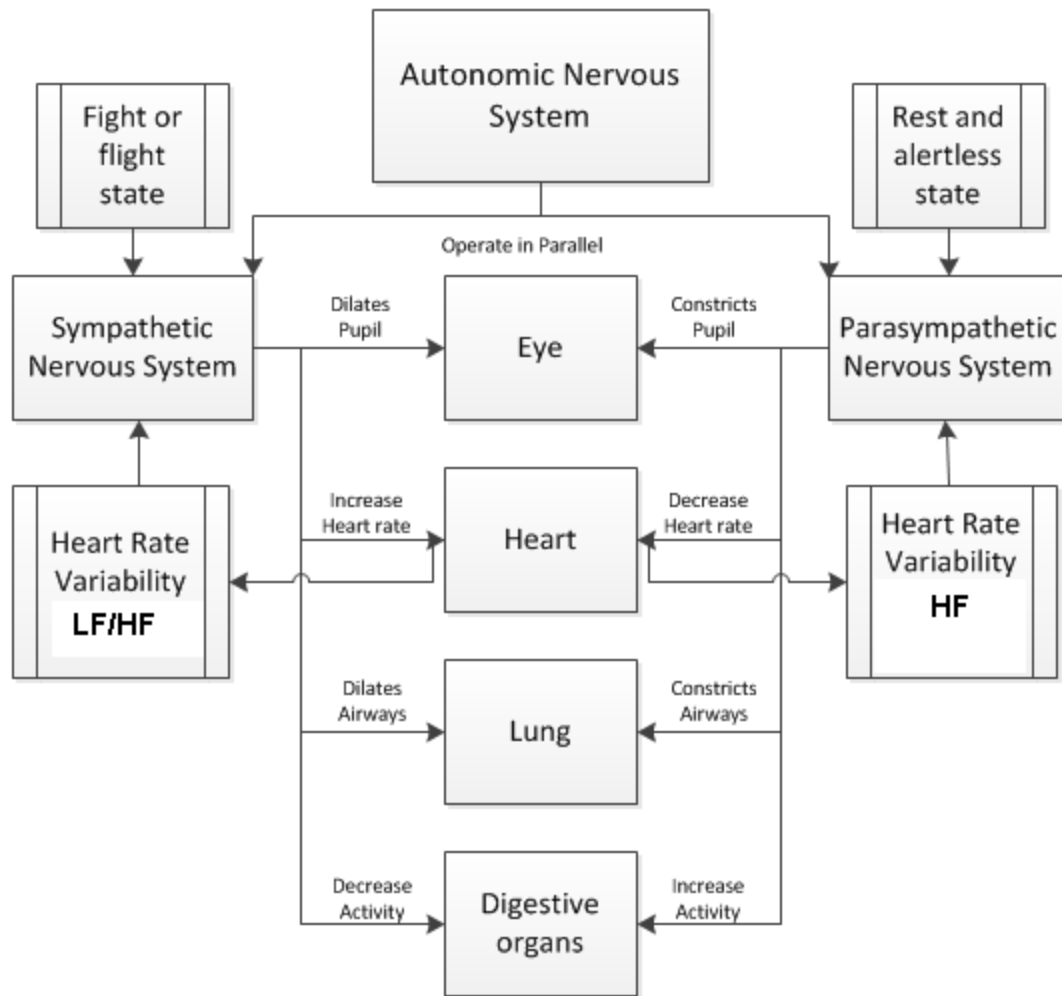 Autonomic Nervous
System
Fight or
flight
state
Rest and
alertless
state
Operate in Parallel
Sympathetic
Nervous System
Dilates
Pupil
Eye
Constricts
Pupil
Parasympathetic
Nervous System
Heart Rate
Variability
LF/HF
Increase
Heart rate
Heart
Decrease
Heart rate
Heart Rate
Variability
HF
Dilates
Airways
Lung
Constricts
Airways
Decrease
Activity
Digestive
organs
Increase
Activity